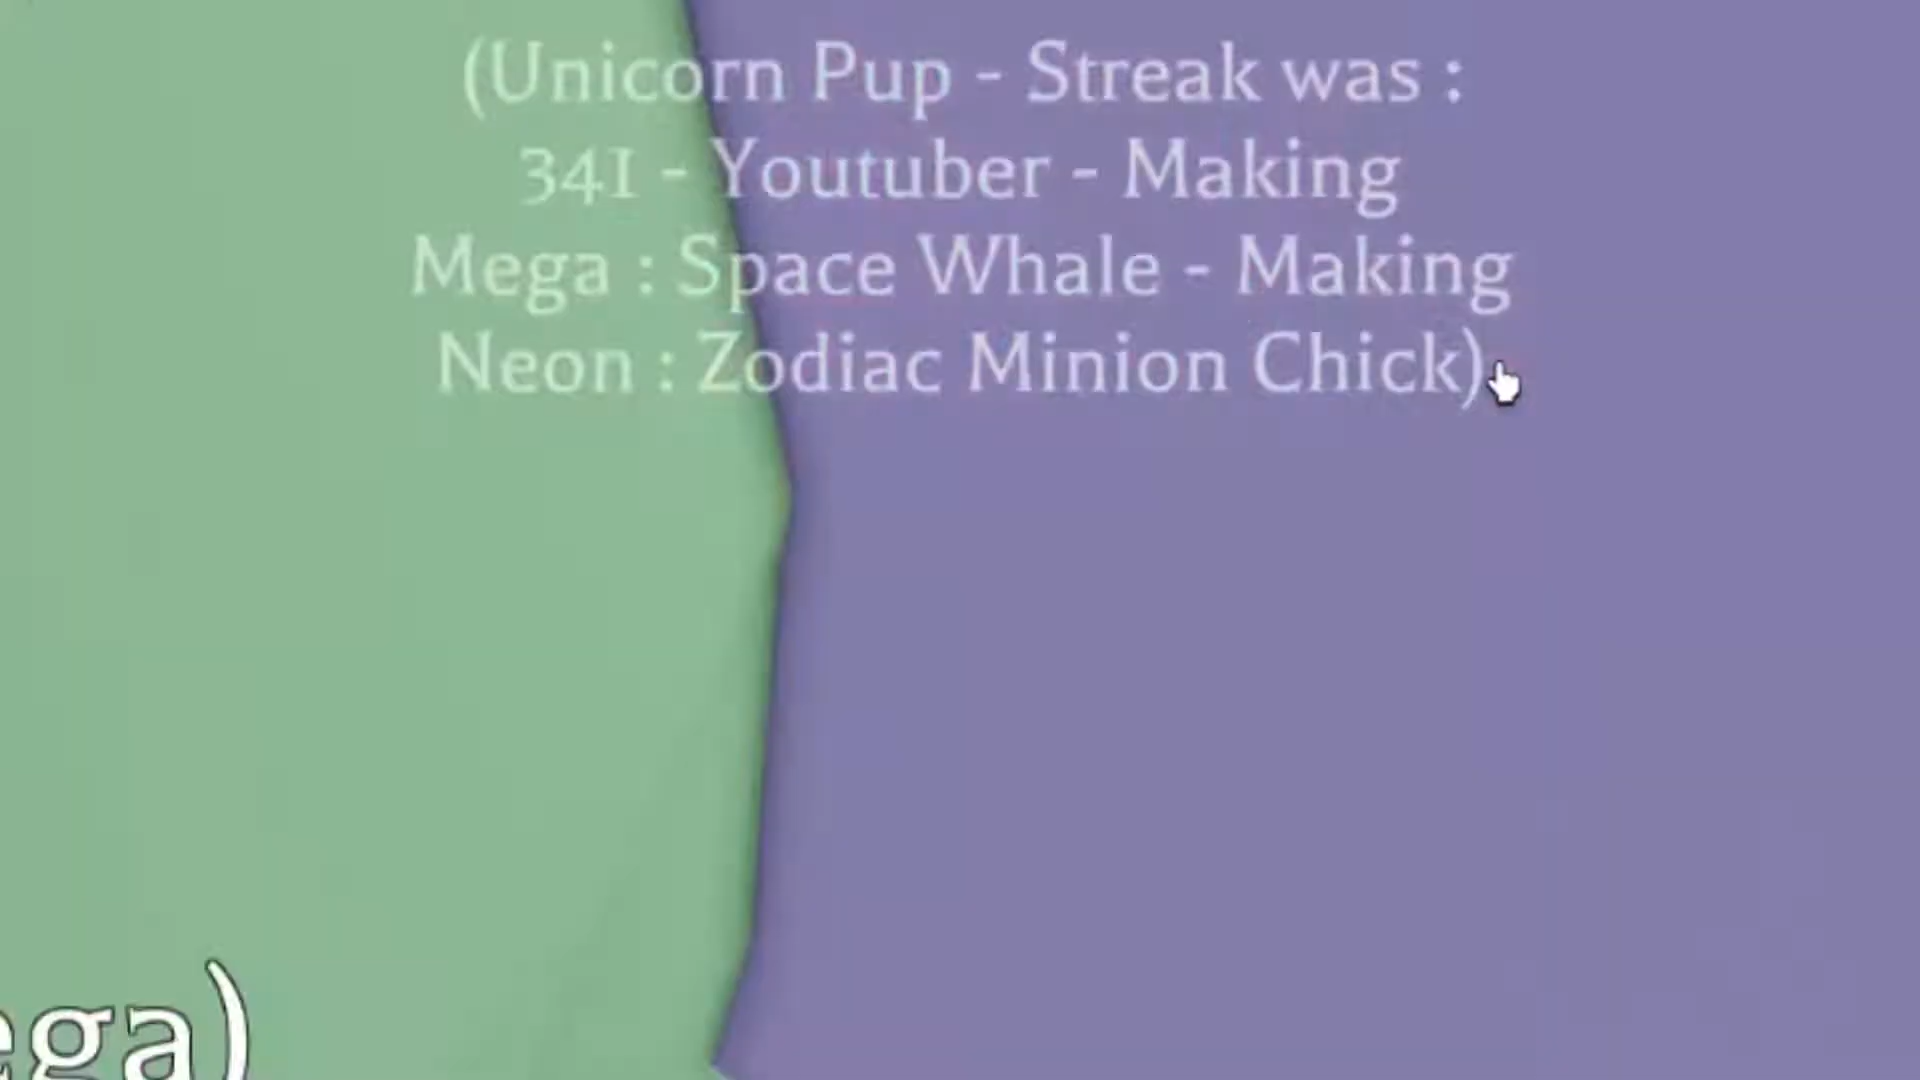 (Unicorn Pup - Streak was :
341 - Youtuber - Making
Mega : Space Whale - Making
Neon : Zodiac Minion Chick)
ega)